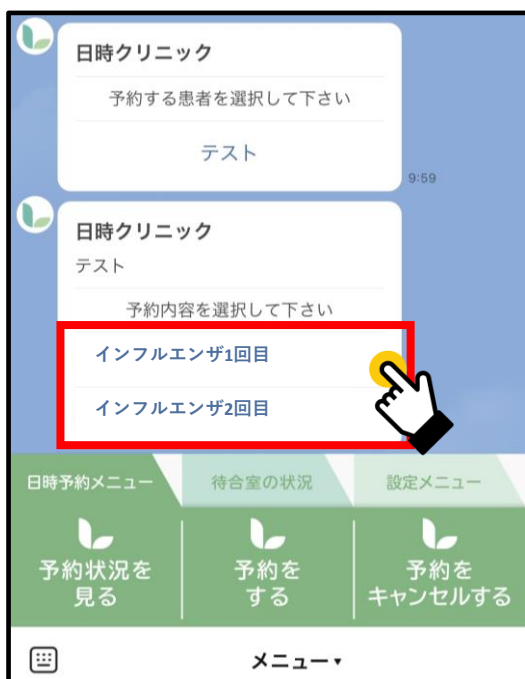 日時クリニック
予約する患者を選択して下さい
テスト
9:59
日時クリニック
テスト
予約内容を選択して下さい
インフルエンザ1回目
インフルエンザ2回目
日時予約メニュー
待合室の状況
設定メニュー
予約状況を
見る
予約を
する
予約を
キャンセルする
メニュー▼